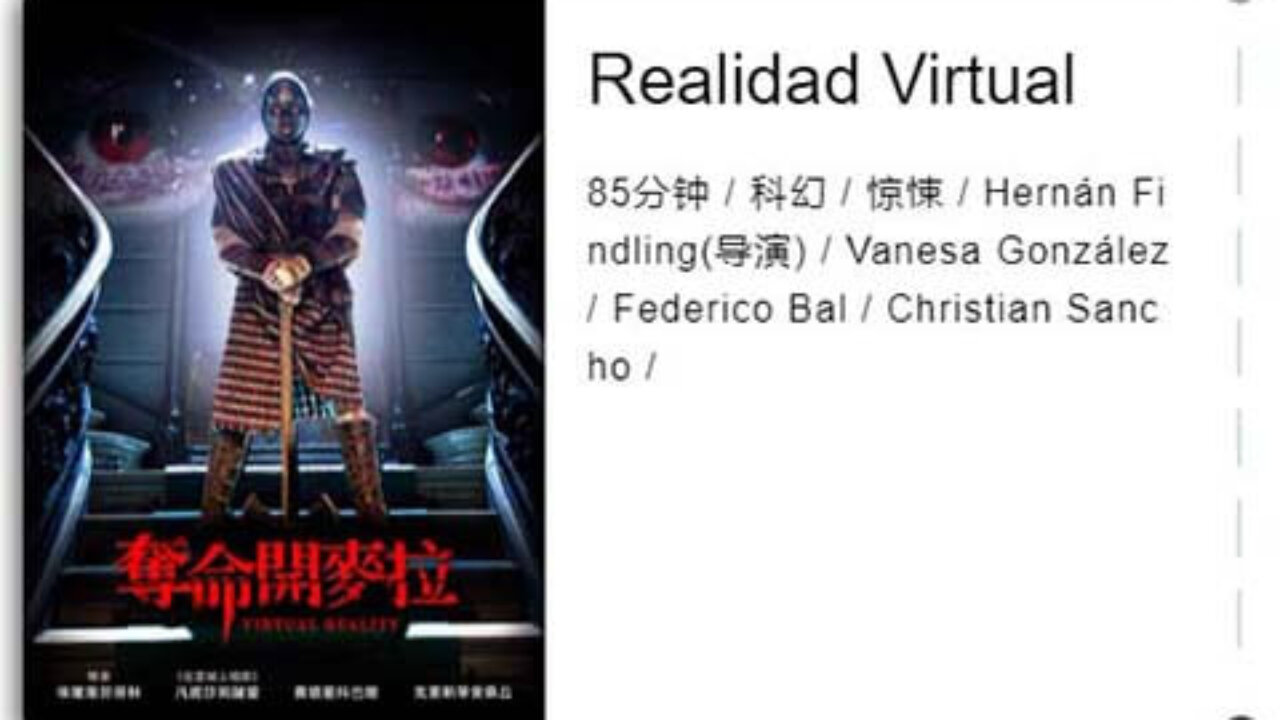 Realidad Virtual
85分钟 / 科幻 / 惊悚 / Hernán Fi
ndling(导演) / Vanesa González
/ Federico Bal / Christian Sanc
ho /
奪命開麥拉
VIRTUAL REALITY